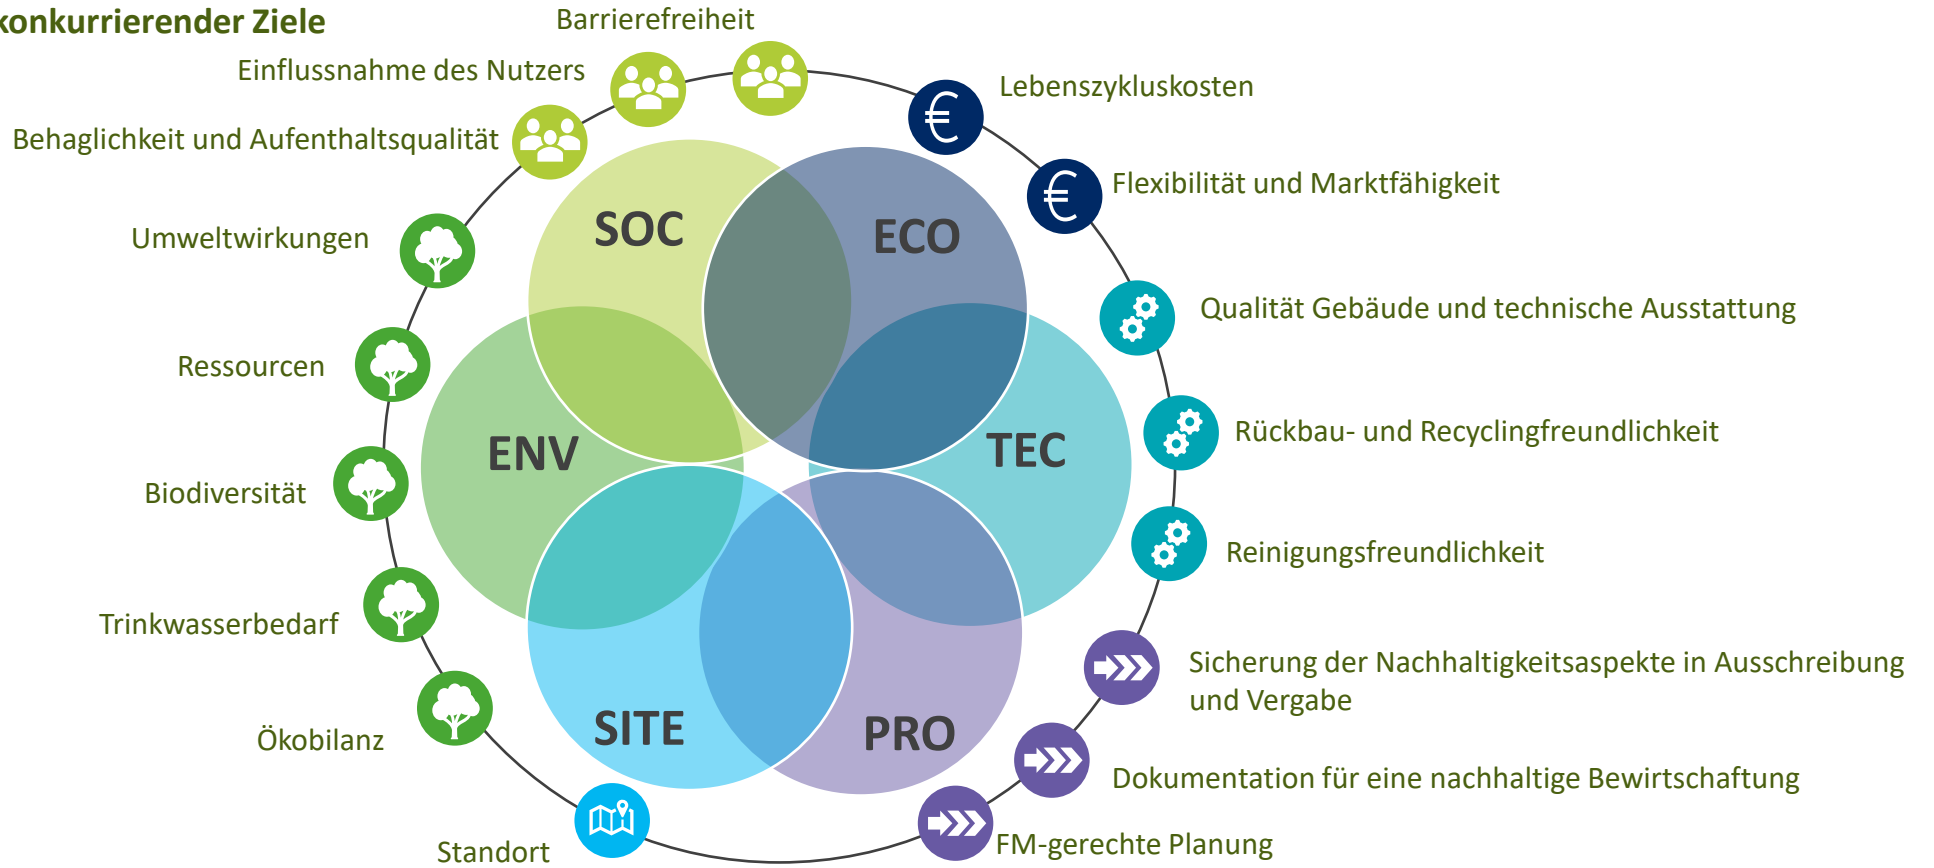 konkurrierender Ziele
Barrierefreiheit
Einflussnahme des Nutzers
Behaglichkeit und Aufenthaltsqualität
Umweltwirkungen
Ressourcen
Biodiversität
Trinkwasserbedarf
Ökobilanz
Standort
Lebenszykluskosten
Flexibilität und Marktfähigkeit
Qualität Gebäude und technische Ausstattung
Rückbau- und Recyclingfreundlichkeit
Reinigungsfreundlichkeit
Sicherung der Nachhaltigkeitsaspekte in Ausschreibung
und Vergabe
Dokumentation für eine nachhaltige Bewirtschaftung
FM-gerechte Planung
SOC
ECO
ENV
TEC
SITE
PRO
€
€